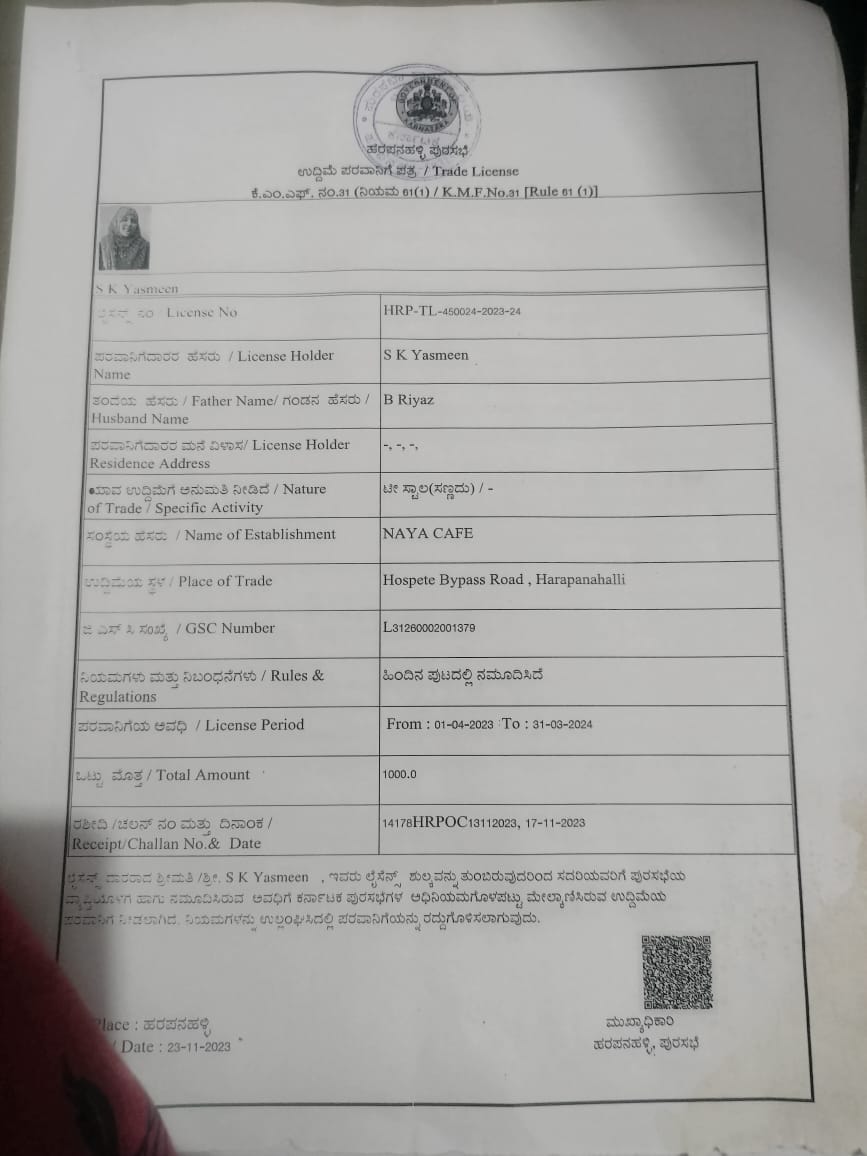 GOVERNMENT OF
KARNATAKA
ಹರಪನಹಳ್ಳಿ ಪುರಸಭೆ
ಉದ್ದಿಮೆ ಪರವಾನಿಗೆ ಪತ್ರ / Trade License
ಕೆ.ಎಂ.ಎಫ್. ನಂ.31 (ನಿಯಮ 61(1) / K.M.F.No.31 [Rule 61 (1)]
S K Yasmeen
ಲೈಸೆನ್ಸ್ ನಂ License No
HRP-TL-450024-2023-24
ಪರವಾನಿಗೆದಾರರ ಹೆಸರು / License Holder
Name
S K Yasmeen
ತಂದೆಯ ಹೆಸರು / Father Name/ ಗಂಡನ ಹೆಸರು /
Husband Name
B Riyaz
ಪರವಾನಿಗೆದಾರರ ಮನೆ ವಿಳಾಸ/ License Holder
Residence Address
-, -, -,
ಯಾವ ಉದ್ದಿಮೆಗೆ ಅನುಮತಿ ನೀಡಿದೆ / Nature
of Trade / Specific Activity
ಟೀ ಸ್ಟಾಲ(ಸಣ್ಣದು) / -
ಸಂಸ್ಥೆಯ ಹೆಸರು / Name of Establishment
NAYA CAFE
ಉದ್ದಿಮೆಯ ಸ್ಥಳ / Place of Trade
Hospete Bypass Road , Harapanahalli
ಜಿ ಎಸ್ ಸಿ ಸಂಖ್ಯೆ / GSC Number
L31260002001379
ನಿಯಮಗಳು ಮತ್ತು ನಿಬಂಧನೆಗಳು / Rules &
Regulations
ಹಿಂದಿನ ಪುಟದಲ್ಲಿ ನಮೂದಿಸಿದೆ
ಪರವಾನಿಗೆಯ ಅವಧಿ / License Period
From : 01-04-2023 To : 31-03-2024
ಒಟ್ಟು ಮೊತ್ತ / Total Amount
1000.0
ರಶೀದಿ /ಚಲನ್ ನಂ ಮತ್ತು ದಿನಾಂಕ /
Receipt/Challan No.& Date
14178HRPOC13112023, 17-11-2023
ಲೈಸೆನ್ಸ್ ದಾರರಾದ ಶ್ರೀಮತಿ /ಶ್ರೀ. S K Yasmeen , ಇವರು ಲೈಸೆನ್ಸ್ ಶುಲ್ಕವನ್ನು ತುಂಬಿರುವುದರಿಂದ ಸದರಿಯವರಿಗೆ ಪುರಸಭೆಯ
ವ್ಯಾಪ್ತಿಯೊಳಗೆ ಹಾಗು ನಮೂದಿಸಿರುವ ಅವಧಿಗೆ ಕರ್ನಾಟಕ ಪುರಸಭೆಗಳ ಅಧಿನಿಯಮಗೊಳಪಟ್ಟು ಮೇಲ್ಕಾಣಿಸಿರುವ ಉದ್ದಿಮೆಯ
ಪರವಾನಿಗೆ ನೀಡಲಾಗಿದೆ. ನಿಯಮಗಳನ್ನು ಉಲ್ಲಂಘಿಸಿದಲ್ಲಿ ಪರವಾನಿಗೆಯನ್ನು ರದ್ದುಗೊಳಿಸಲಾಗುವುದು.
Place : ಹರಪನಹಳ್ಳಿ
/ Date : 23-11-2023
ಮುಖ್ಯಾಧಿಕಾರಿ
ಹರಪನಹಳ್ಳಿ, ಪುರಸಭೆ